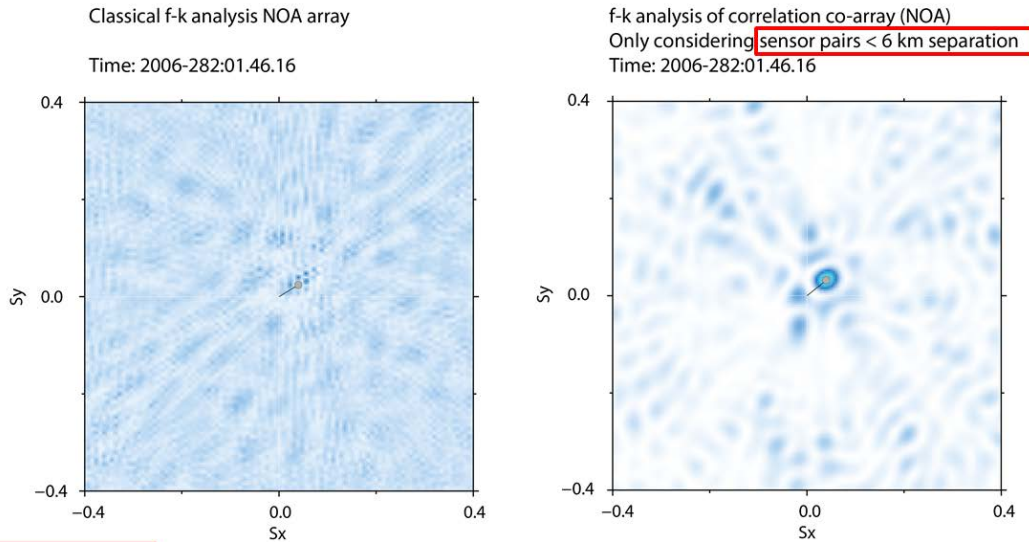 Classical f-k analysis NOA array
Time: 2006-282:01.46.16
0.4
Sy
0.0
−0.4
−0.4
0.0
0.4
Sx
f-k analysis of correlation co-array (NOA)
Only considering sensor pairs < 6 km separation
Time: 2006-282:01.46.16
0.4
Sy
0.0
−0.4
−0.4
0.0
0.4
Sx